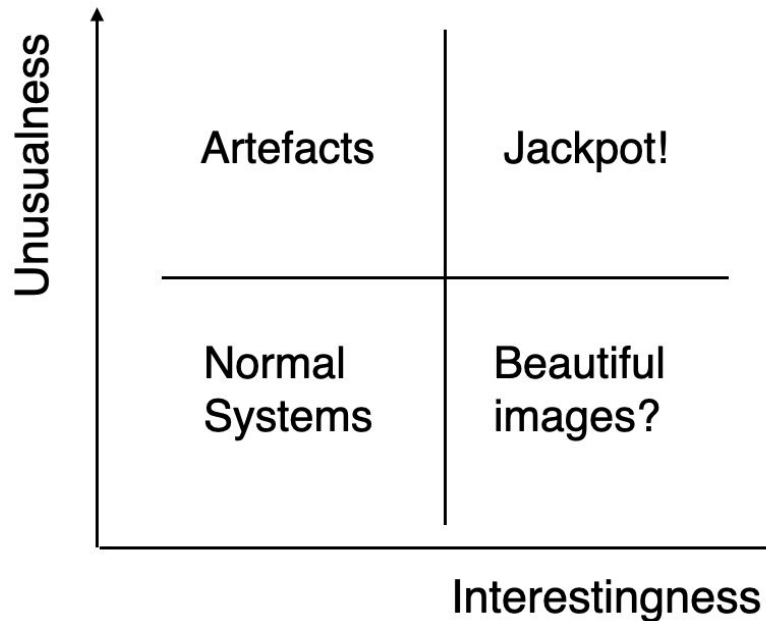 Unusualness
Artefacts
Jackpot!
Normal
Systems
Beautiful
images?
Interestingness